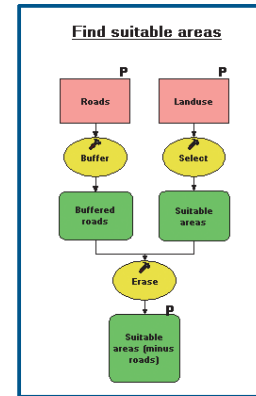 Find suitable areas
P P
Roads Landuse
Buffer Select
Buffered Suitable
roads areas
Erase
P
Suitable
areas (minus
roads)